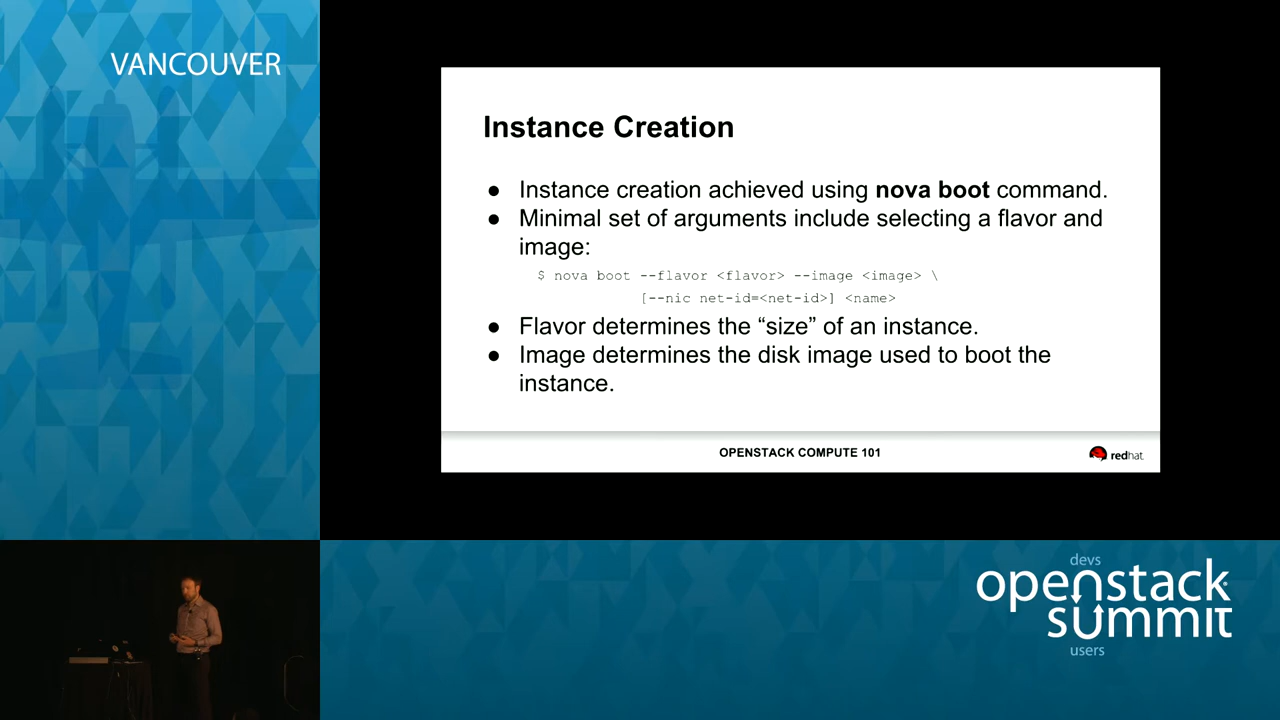 VANCOUVER
Instance Creation
● Instance creation achieved using nova boot command.
● Minimal set of arguments include selecting a flavor and
image:
$ nova boot --flavor <flavor> --image <image> \
[--nic net-id=<net-id>] <name>
● Flavor determines the “size” of an instance.
● Image determines the disk image used to boot the
instance.
OPENSTACK COMPUTE 101
redhat
devs
openstack
summit
users